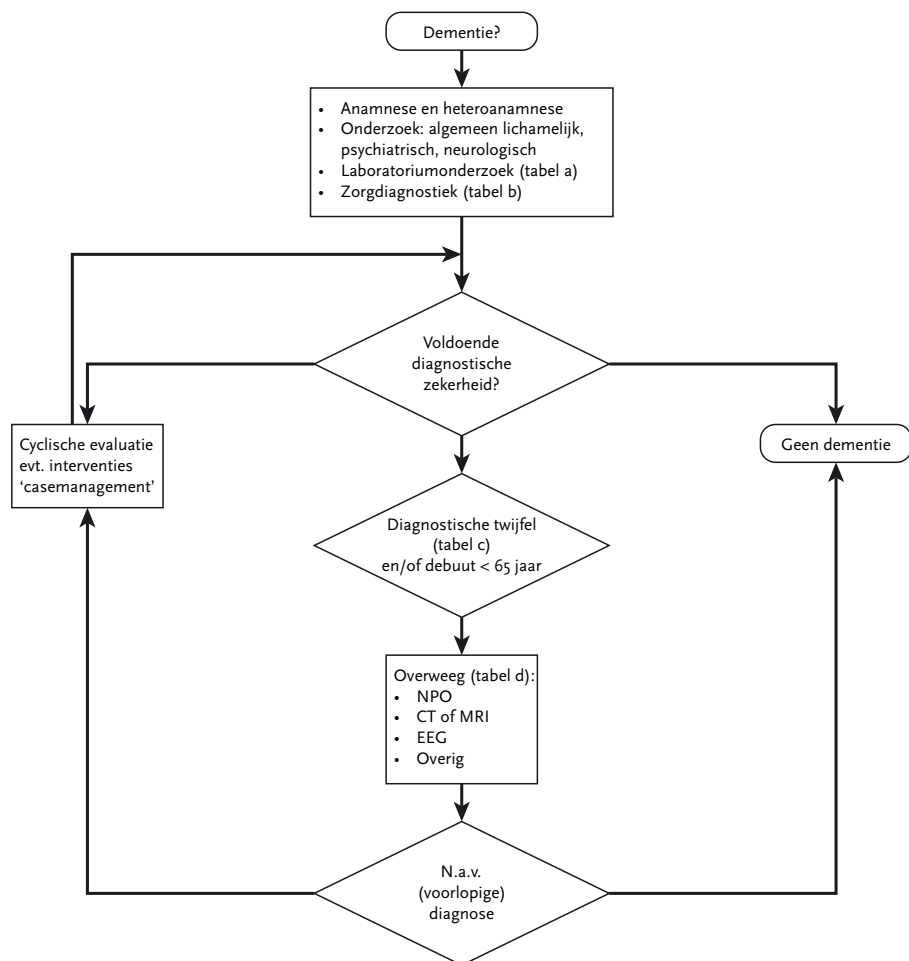 Dementie?
• Anamnese en heteroanamnese
• Onderzoek: algemeen lichamelijk,
psychiatrisch, neurologisch
• Laboratoriumonderzoek (tabel a)
• Zorgdiagnostiek (tabel b)
Voldoende
diagnostische
zekerheid?
Cyclische evaluatie
evt. interventies
‘casemanagement’
Geen dementie
Diagnostische twijfel
(tabel c)
en/of debuut < 65 jaar
Overweeg (tabel d):
• NPO
• CT of MRI
• EEG
• Overig
N.a.v.
(voorlopige)
diagnose